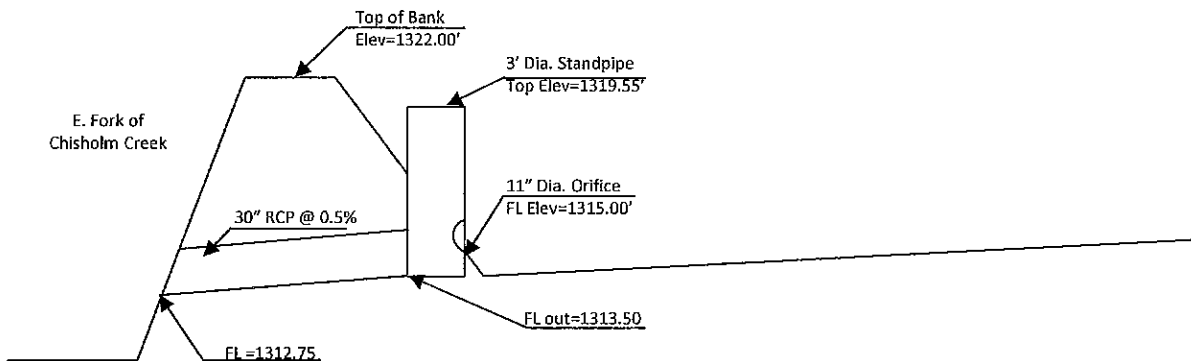 Top of Bank
Elev=1322.00'
3' Dia. Standpipe
Top Elev=1319.55'
E. Fork of
Chisholm Creek
11" Dia. Orifice
FL Elev=1315.00'
30" RCP @ 0.5%
FL out=1313.50
FL =1312.75